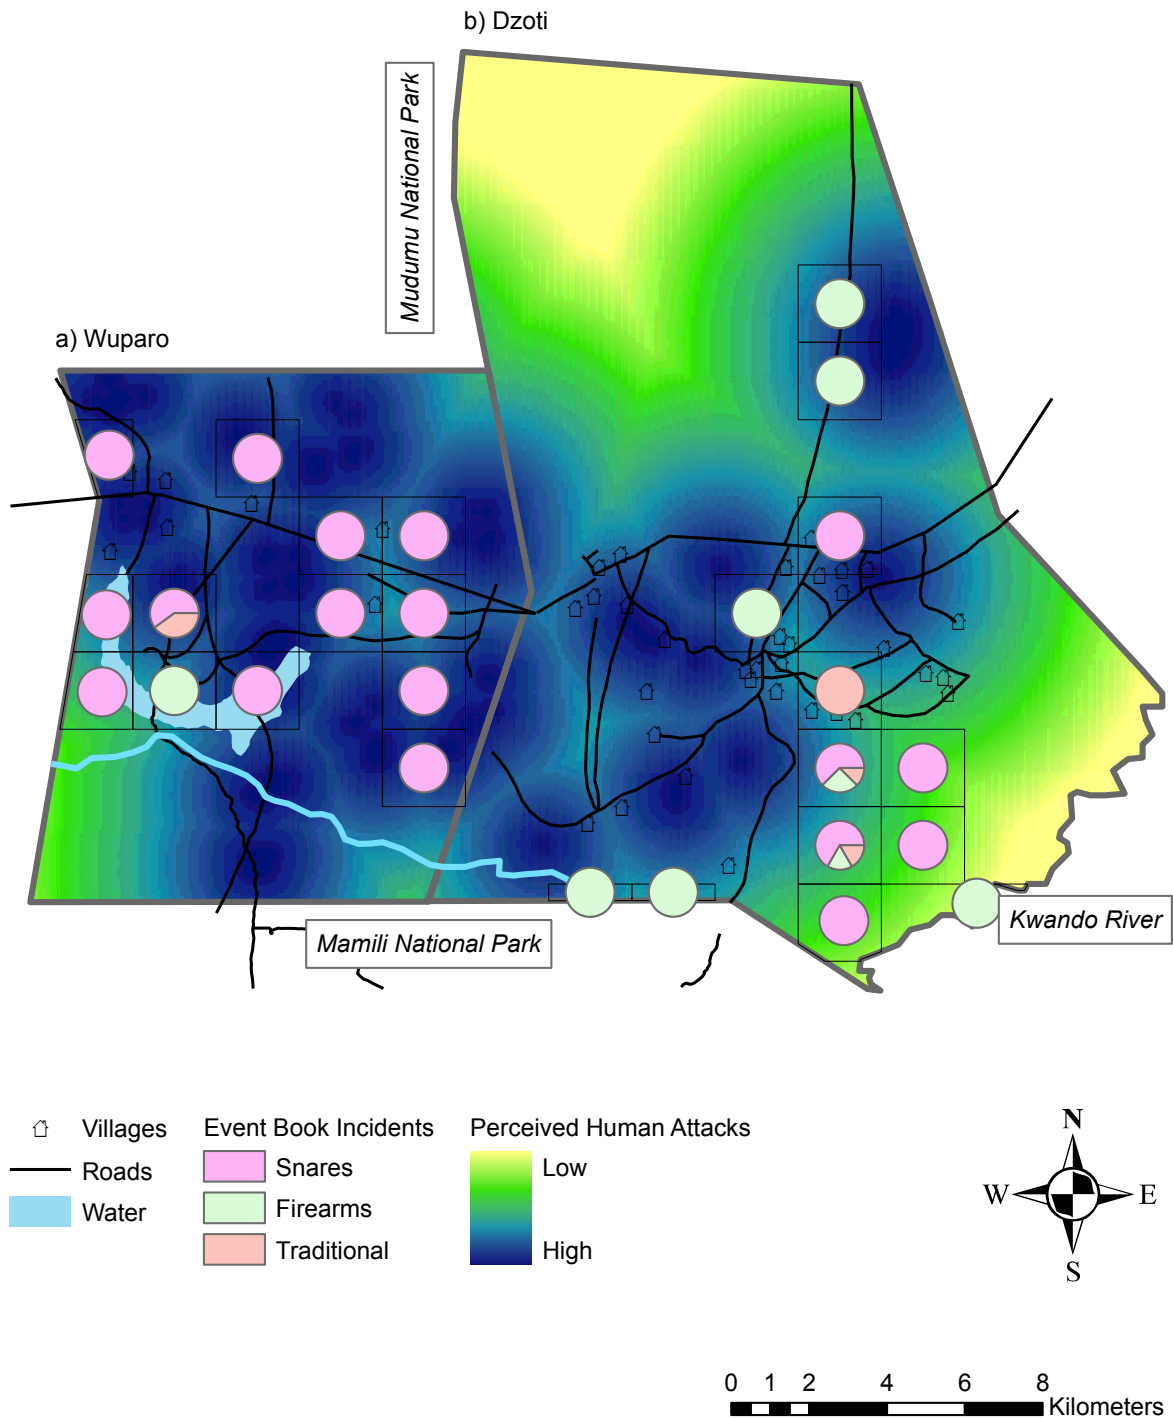 b) Dzoti
Mudumu National Park
a) Wuparo
Mamili National Park
Kwando River
Villages
Roads
Water
Event Book Incidents
Snares
Firearms
Traditional
Perceived Human Attacks
Low
High
N
W
E
S
0 1 2 4 6 8
Kilometers